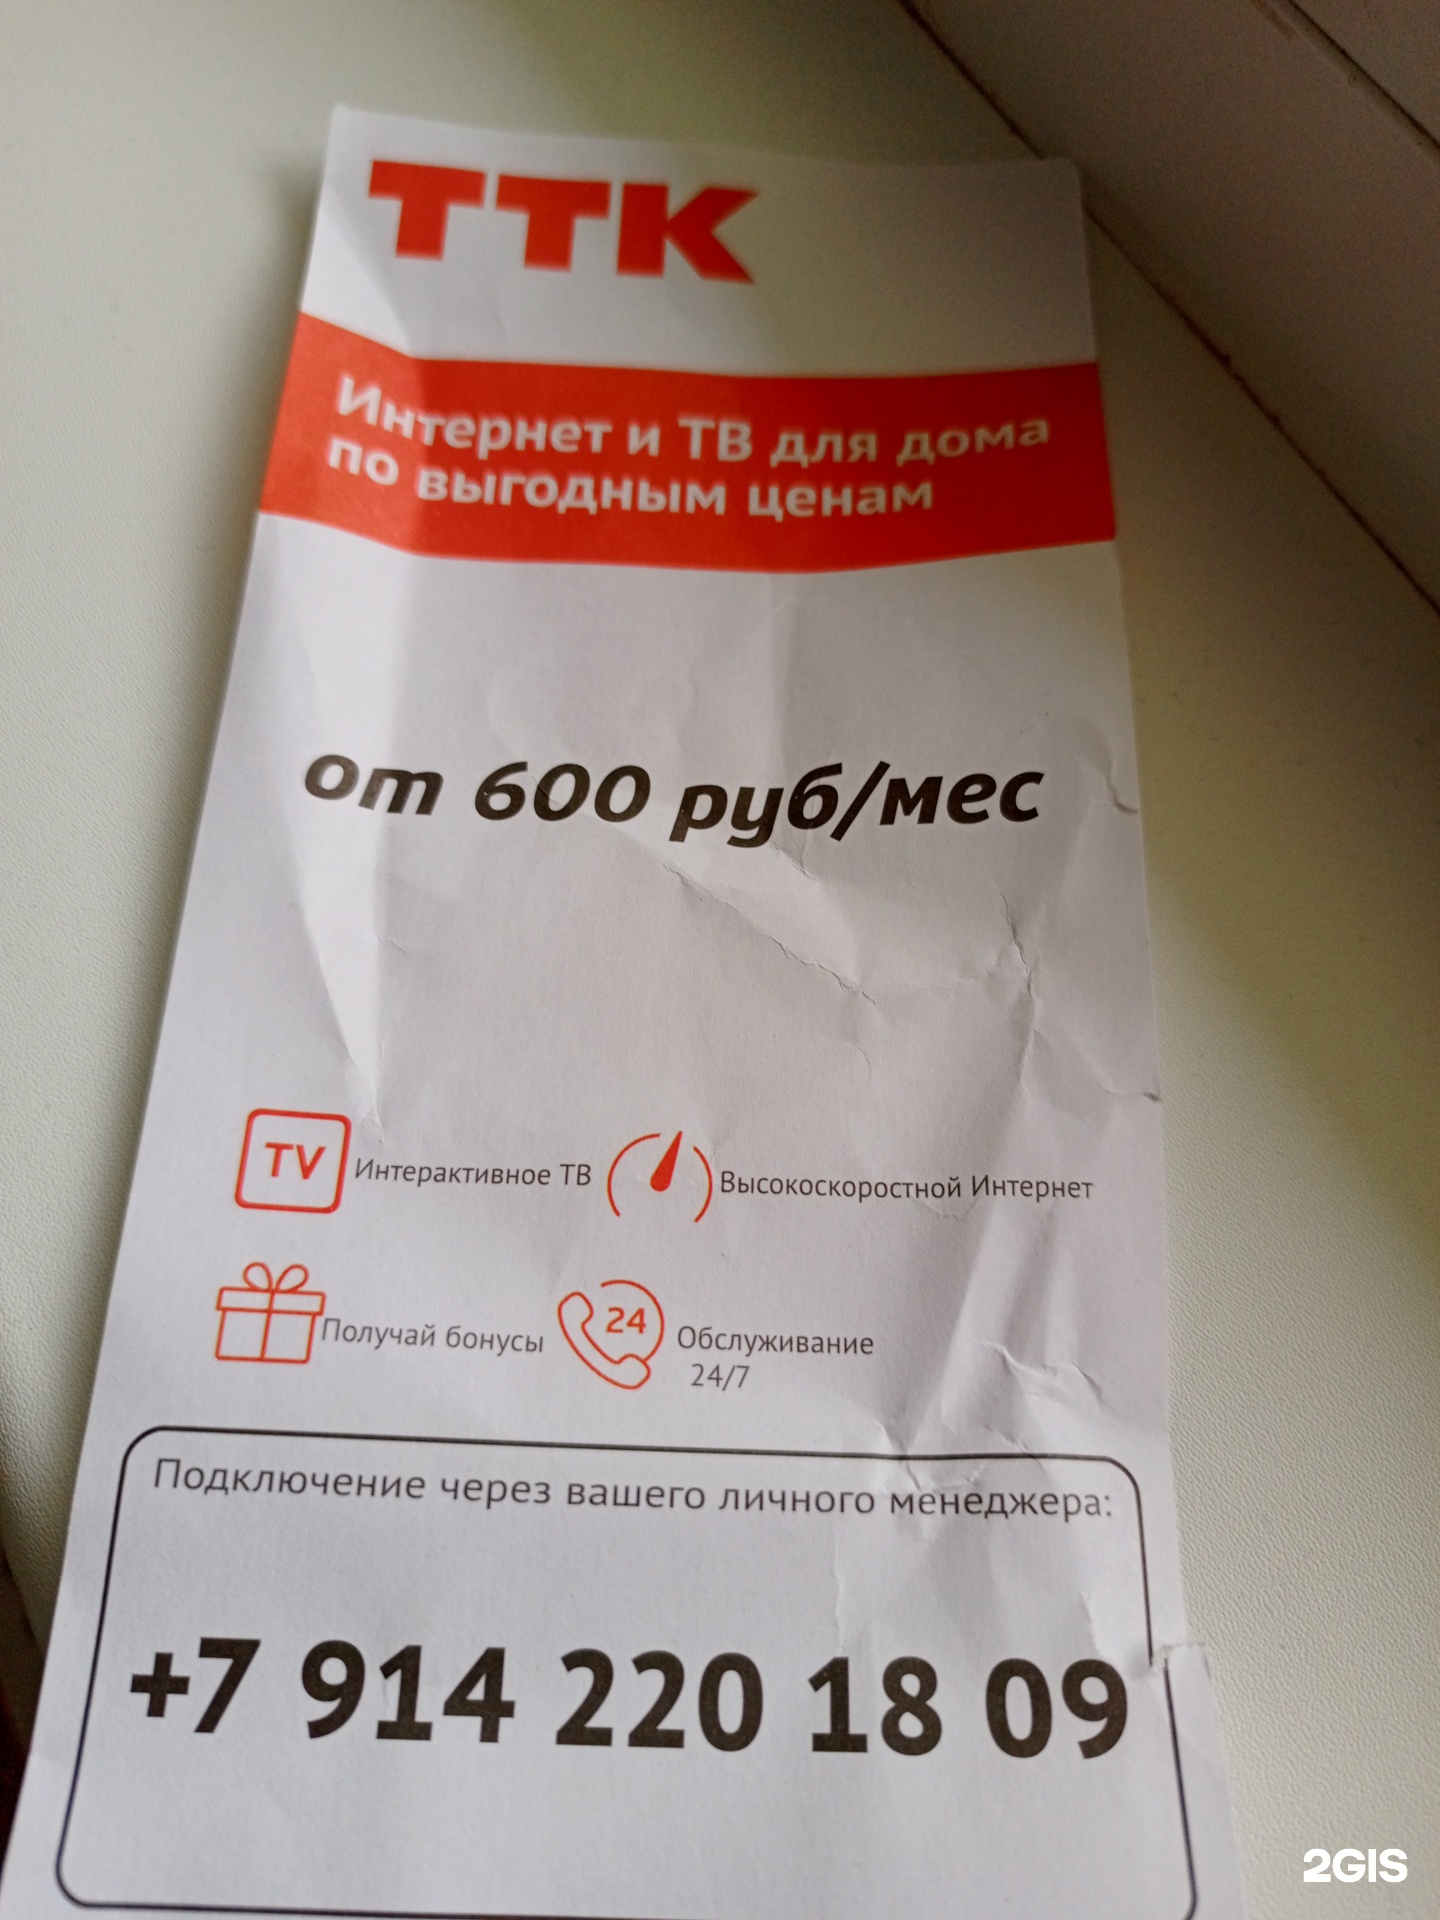 ТТК
Интернет и ТВ для дома
по выгодным ценам
от 600 руб/мес
TV Интерактивное ТВ
Высокоскоростной Интернет
Получай бонусы
24 Обслуживание
24/7
Подключение через вашего личного менеджера:
+7 914 220 18 09
2GIS